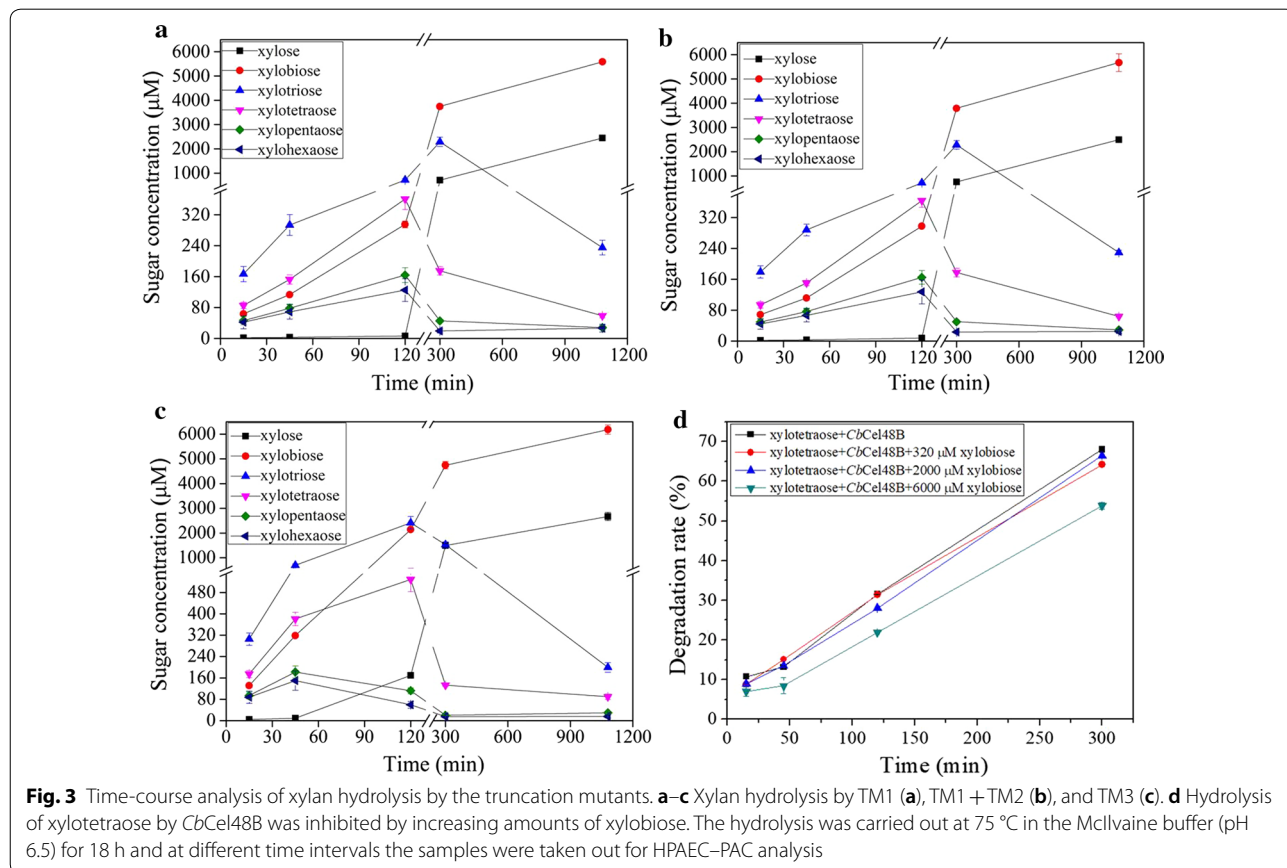 a
xylose
xylobiose
xylotriose
xylotetraose
xylopentaose
xylohexaose
Sugar concentration (μM)
6000
5000
4000
3000
2000
1000
320
240
160
80
0
0 30 60 90 120 300 600 900 1200
Time (min)
b
xylose
xylobiose
xylotriose
xylotetraose
xylopentaose
xylohexaose
Sugar concentration (μM)
6000
5000
4000
3000
2000
1000
320
240
160
80
0
0 30 60 90 120 300 600 900 1200
Time (min)
c
xylose
xylobiose
xylotriose
xylotetraose
xylopentaose
xylohexaose
Sugar concentration (μM)
6000
5000
4000
3000
2000
1000
480
400
320
240
160
80
0
0 30 60 90 120 300 600 900 1200
Time (min)
d
xylotetraose+CbCel48B
xylotetraose+CbCel48B+320 μM xylobiose
xylotetraose+CbCel48B+2000 μM xylobiose
xylotetraose+CbCel48B+6000 μM xylobiose
Degradation rate (%)
70
60
50
40
30
20
10
0
0 50 100 150 200 250 300
Time (min)
Fig. 3 Time-course analysis of xylan hydrolysis by the truncation mutants. a–c Xylan hydrolysis by TM1 (a), TM1 + TM2 (b), and TM3 (c). d Hydrolysis
of xylotetraose by CbCel48B was inhibited by increasing amounts of xylobiose. The hydrolysis was carried out at 75 °C in the McIlvaine buffer (pH
6.5) for 18 h and at different time intervals the samples were taken out for HPAEC–PAC analysis